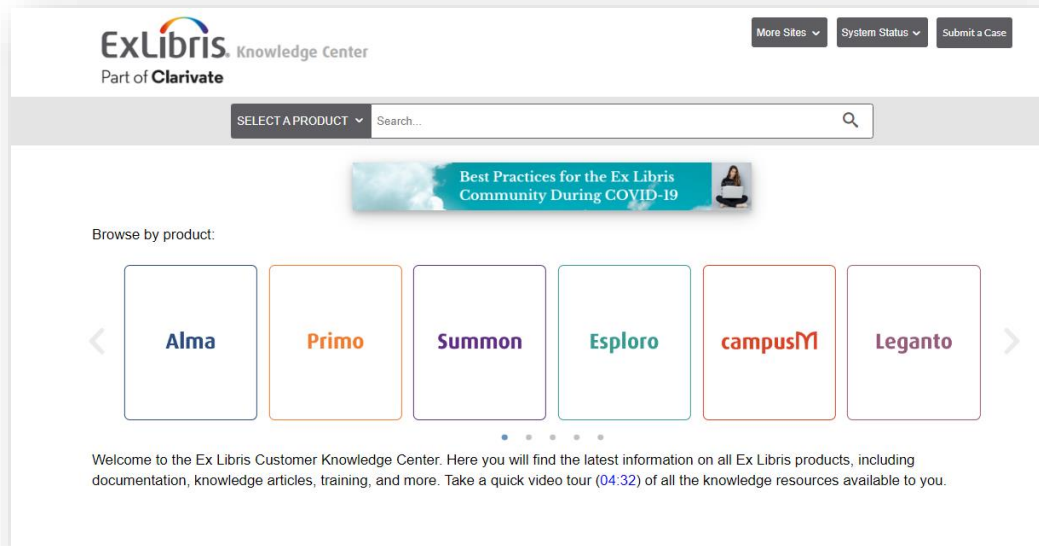 ExLibris. Knowledge Center
Part of Clarivate
More Sites
System Status
Submit a Case
SELECT A PRODUCT
Search...
Best Practices for the Ex Libris
Community During COVID-19
Browse by product:
Alma
Primo
Summon
Esploro
campusM
Leganto
Welcome to the Ex Libris Customer Knowledge Center. Here you will find the latest information on all Ex Libris products, including
documentation, knowledge articles, training, and more. Take a quick video tour (04:32) of all the knowledge resources available to you.